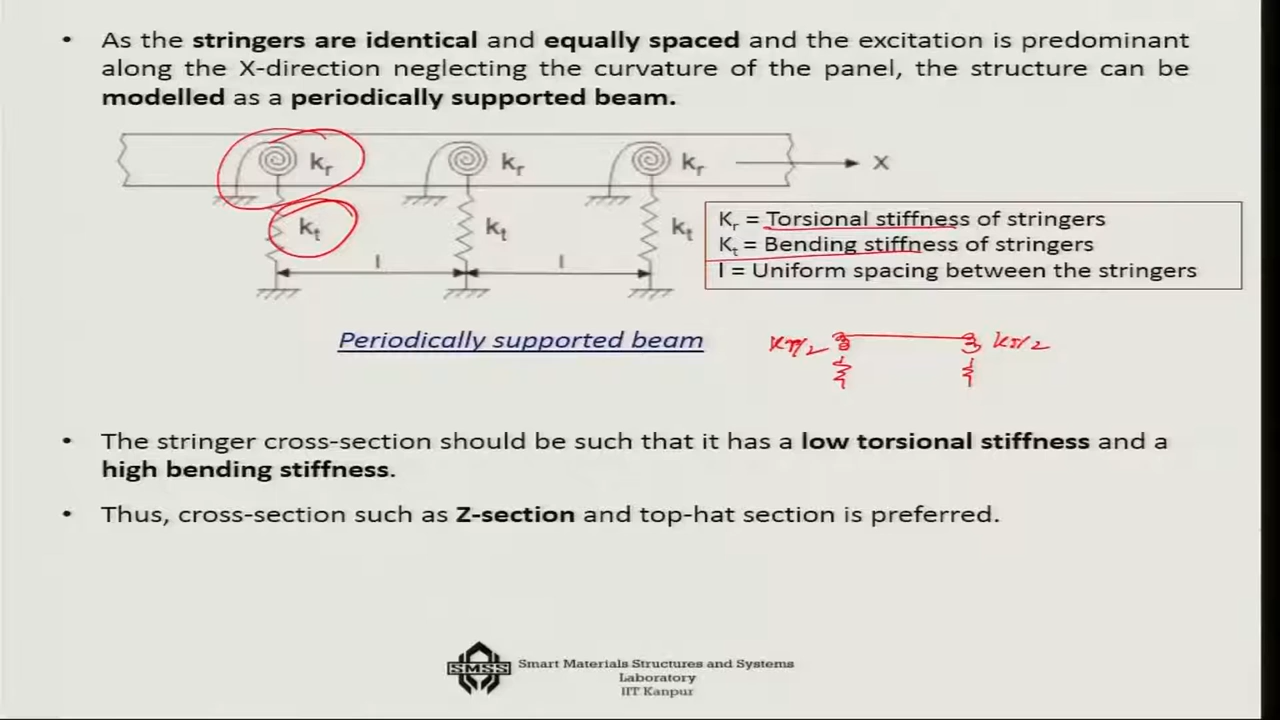 • As the stringers are identical and equally spaced and the excitation is predominant
along the X-direction neglecting the curvature of the panel, the structure can be
modelled as a periodically supported beam.
kr kr kr X
kt kt kt
l l
Kr = Torsional stiffness of stringers
Kt = Bending stiffness of stringers
l = Uniform spacing between the stringers
Periodically supported beam
• The stringer cross-section should be such that it has a low torsional stiffness and a
high bending stiffness.
• Thus, cross-section such as Z-section and top-hat section is preferred.
SMSS
Smart Materials Structures and Systems
Laboratory
IIT Kanpur